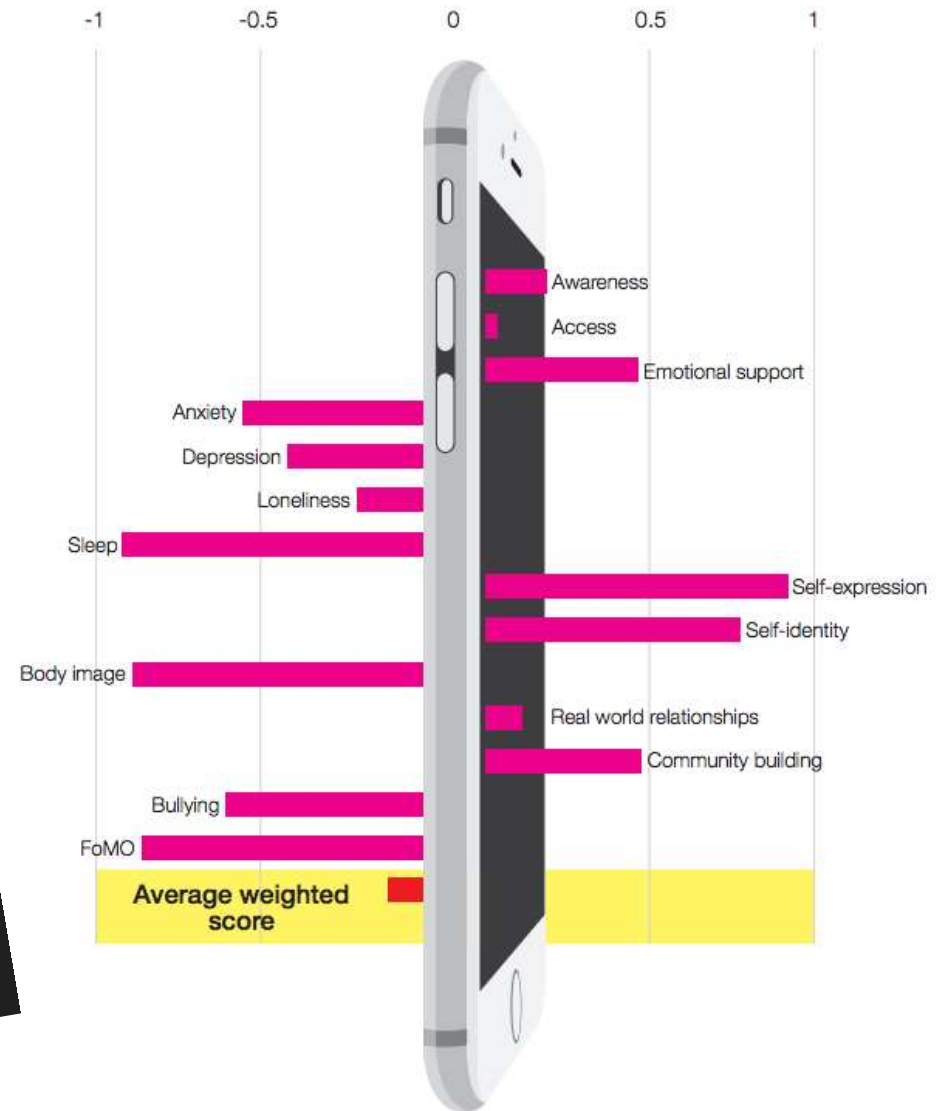 -1 -0.5 0 0.5 1
Awareness
Access
Emotional support
Anxiety
Depression
Loneliness
Sleep
Self-expression
Self-identity
Body image
Real world relationships
Community building
Bullying
FoMO
Average weighted
score